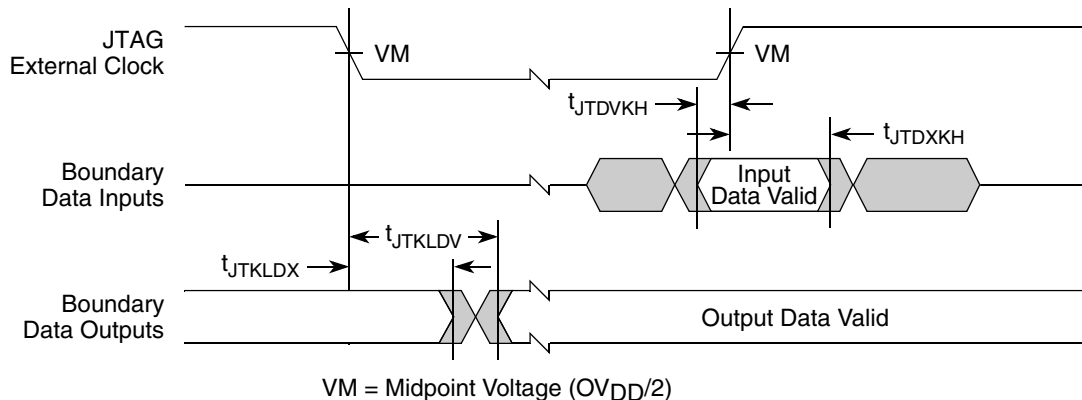 JTAG
External Clock
VM
VM
tJTDVKH
tJTDXKH
Boundary
Data Inputs
Input
Data Valid
tJTKLDV
tJTKLDX
Boundary
Data Outputs
Output Data Valid
VM = Midpoint Voltage (OVDD/2)